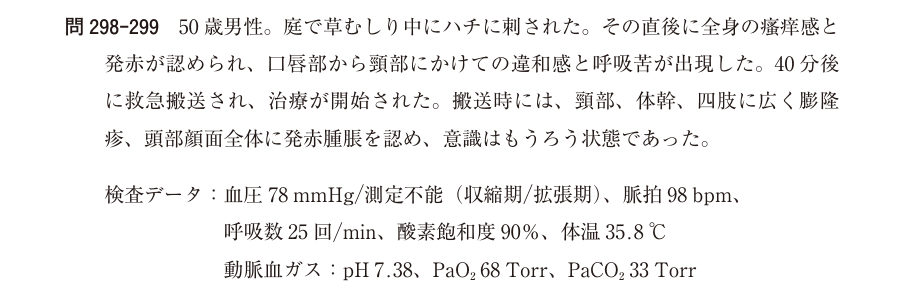 問 298-299　50 歳男性。庭で草むしり中にハチに刺された。その直後に全身の瘙痒感と
発赤が認められ、口唇部から頸部にかけての違和感と呼吸苦が出現した。40 分後
に救急搬送され、治療が開始された。搬送時には、頸部、体幹、四肢に広く膨隆
疹、頭部顔面全体に発赤腫脹を認め、意識はもうろう状態であった。
検査データ：血圧 78 mmHg/測定不能（収縮期/拡張期）、脈拍 98 bpm、
呼吸数 25 回/min、酸素飽和度 90％、体温 35.8 ℃
動脈血ガス：pH 7.38、PaO₂ 68 Torr、PaCO₂ 33 Torr